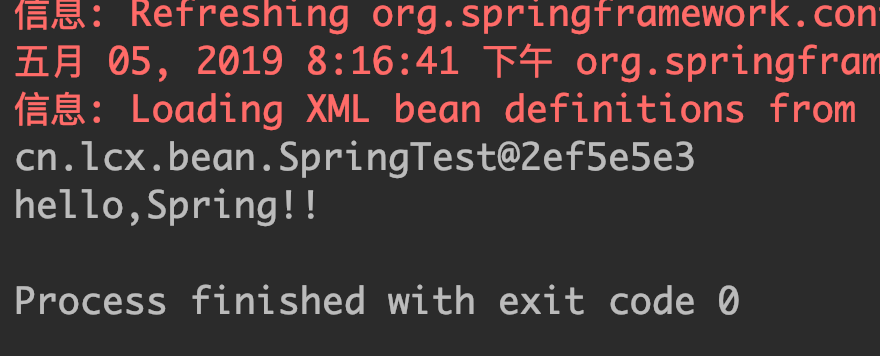 信息: Refreshing org.springframework.con
五月 05, 2019 8:16:41 下午 org.springfram
信息: Loading XML bean definitions from
cn.lcx.bean.SpringTest@2ef5e5e3
hello,Spring!!
Process finished with exit code 0